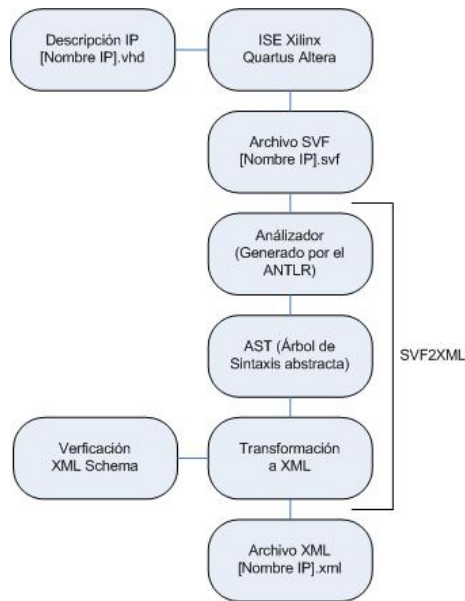 Descripción IP
[Nombre IP].vhd
ISE Xilinx
Quartus Altera
Archivo SVF
[Nombre IP].svf
Análizador
(Generado por el
ANTLR)
AST (Árbol de
Sintaxis abstracta)
SVF2XML
Verficación
XML Schema
Transformación
a XML
Archivo XML
[Nombre IP].xml